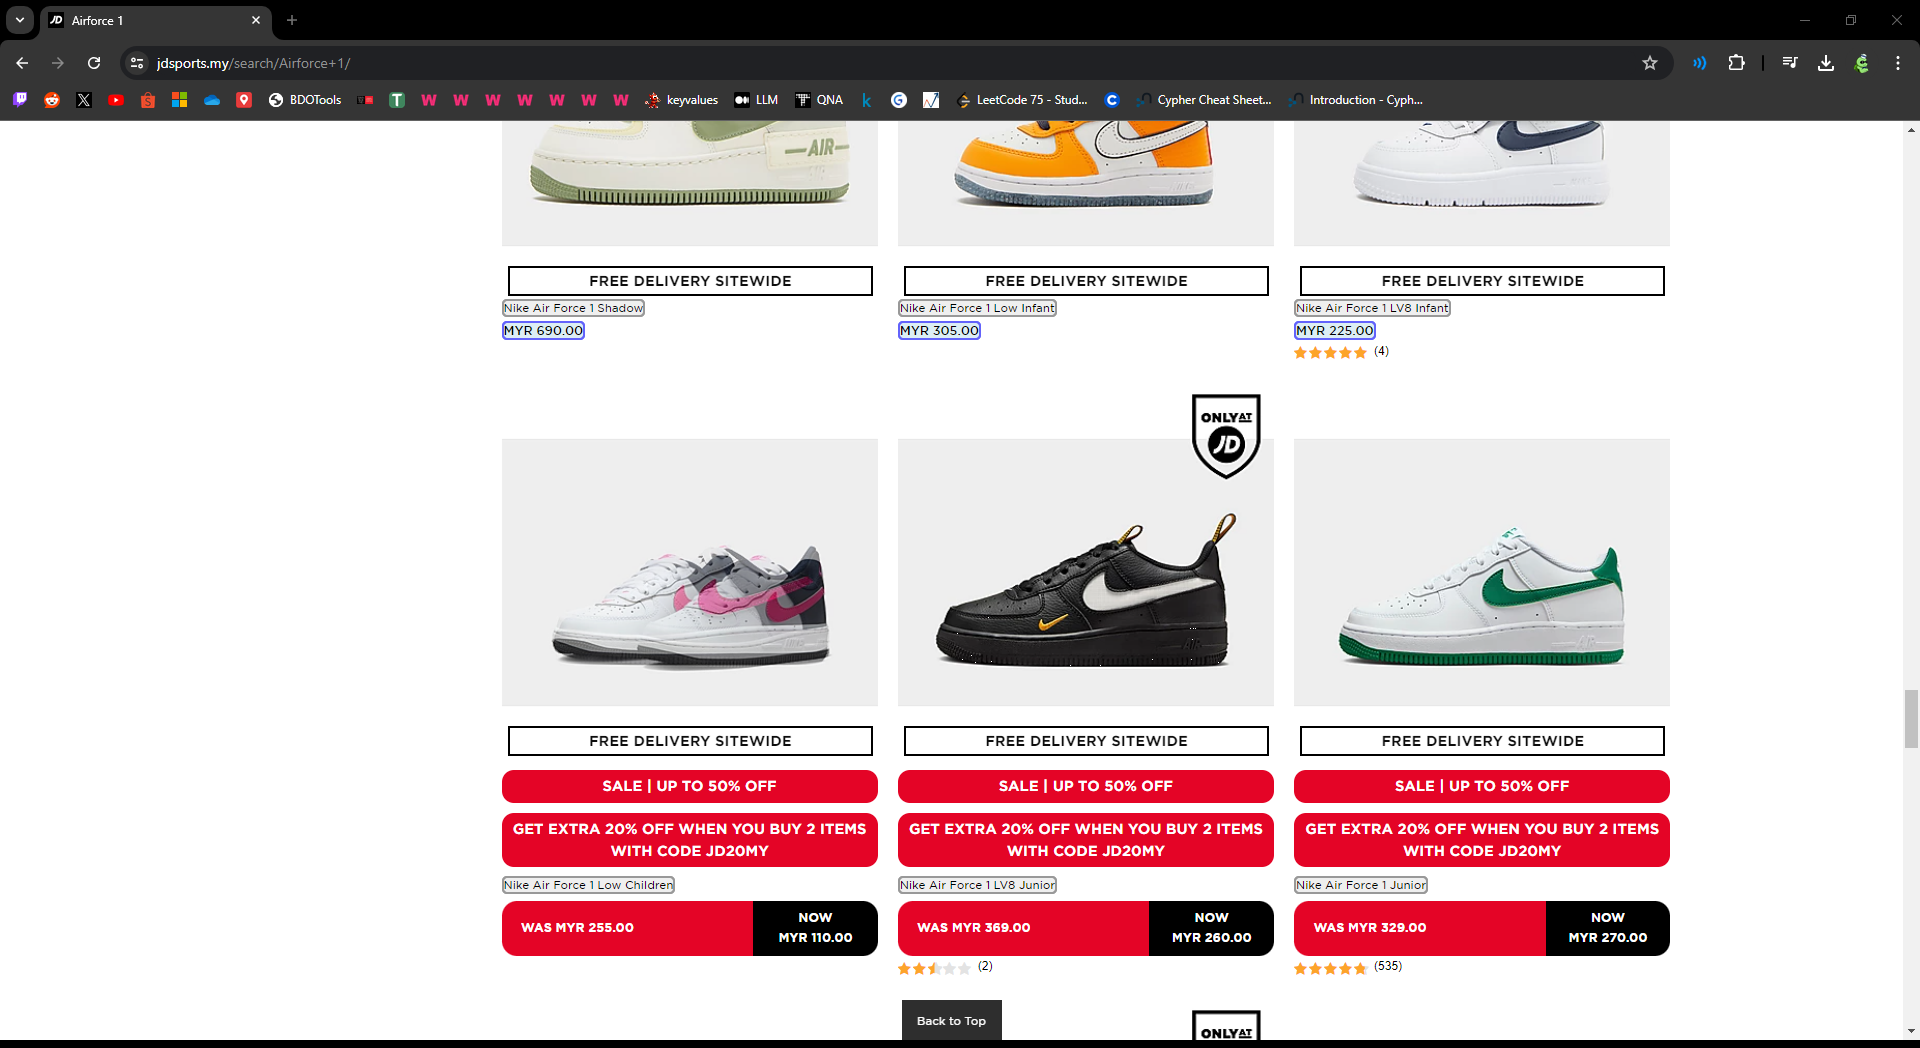 Airforce 1
jdsports.my/search/Airforce+1/
BDOTools
keyvalues
LLM
QNA
LeetCode 75 - Stud...
Cypher Cheat Sheet...
Introduction - Cyph...
AIR
FREE DELIVERY SITEWIDE
Nike Air Force 1 Shadow
MYR 690.00
FREE DELIVERY SITEWIDE
Nike Air Force 1 Low Infant
MYR 305.00
FREE DELIVERY SITEWIDE
Nike Air Force 1 LV8 Infant
MYR 225.00
(4)
ONLY AT
JD
FREE DELIVERY SITEWIDE
SALE | UP TO 50% OFF
GET EXTRA 20% OFF WHEN YOU BUY 2 ITEMS
WITH CODE JD20MY
Nike Air Force 1 Low Children
WAS MYR 255.00
NOW
MYR 110.00
FREE DELIVERY SITEWIDE
SALE | UP TO 50% OFF
GET EXTRA 20% OFF WHEN YOU BUY 2 ITEMS
WITH CODE JD20MY
Nike Air Force 1 LV8 Junior
WAS MYR 369.00
NOW
MYR 260.00
(2)
FREE DELIVERY SITEWIDE
SALE | UP TO 50% OFF
GET EXTRA 20% OFF WHEN YOU BUY 2 ITEMS
WITH CODE JD20MY
Nike Air Force 1 Junior
WAS MYR 329.00
NOW
MYR 270.00
(535)
Back to Top
ONLY AT